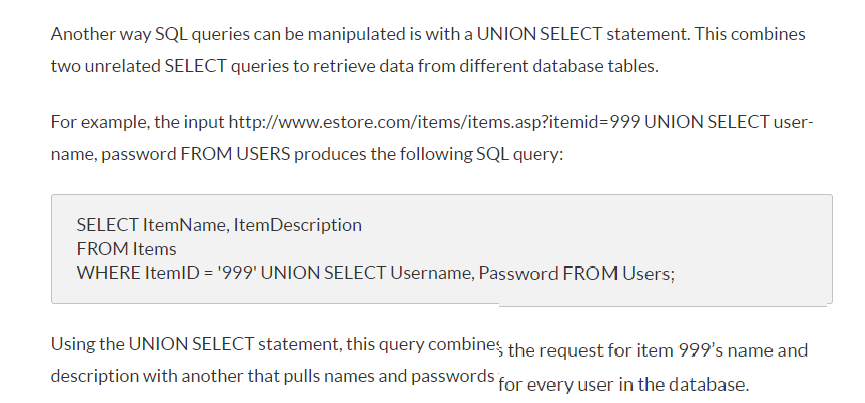 Another way SQL queries can be manipulated is with a UNION SELECT statement. This combines
two unrelated SELECT queries to retrieve data from different database tables.
For example, the input http://www.estore.com/items/items.asp?itemid=999 UNION SELECT user-
name, password FROM USERS produces the following SQL query:
SELECT ItemName, ItemDescription
FROM Items
WHERE ItemID = '999' UNION SELECT Username, Password FROM Users;
Using the UNION SELECT statement, this query combines the request for item 999’s name and
description with another that pulls names and passwords for every user in the database.